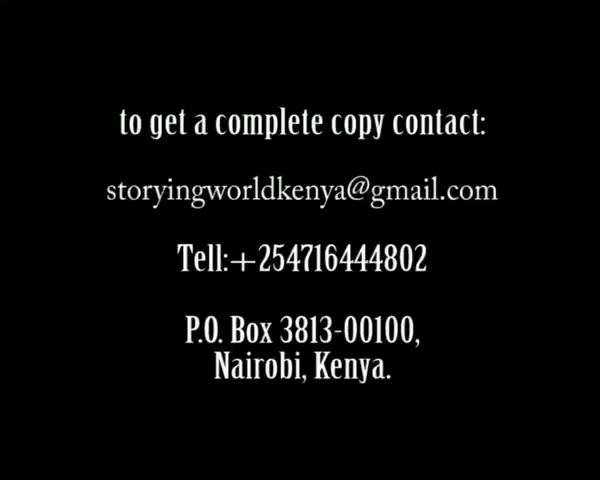 to get a complete copy contact:
storyingworldkenya@gmail.com
Tell:+254716444802
P.O. Box 3813-00100,
Nairobi, Kenya.